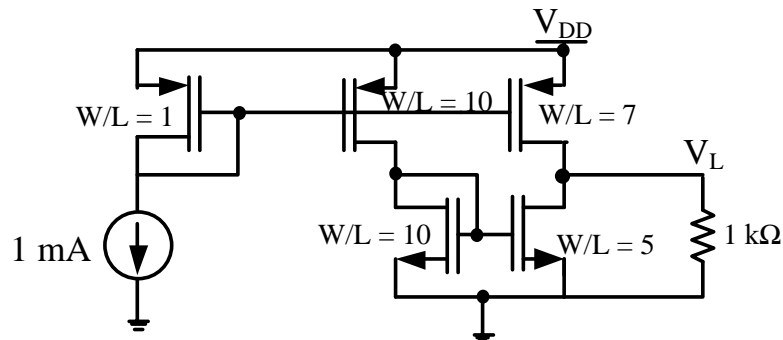 V_DD
W/L = 1
W/L = 10
W/L = 7
V_L
1 mA
W/L = 10
W/L = 5
1 kΩ